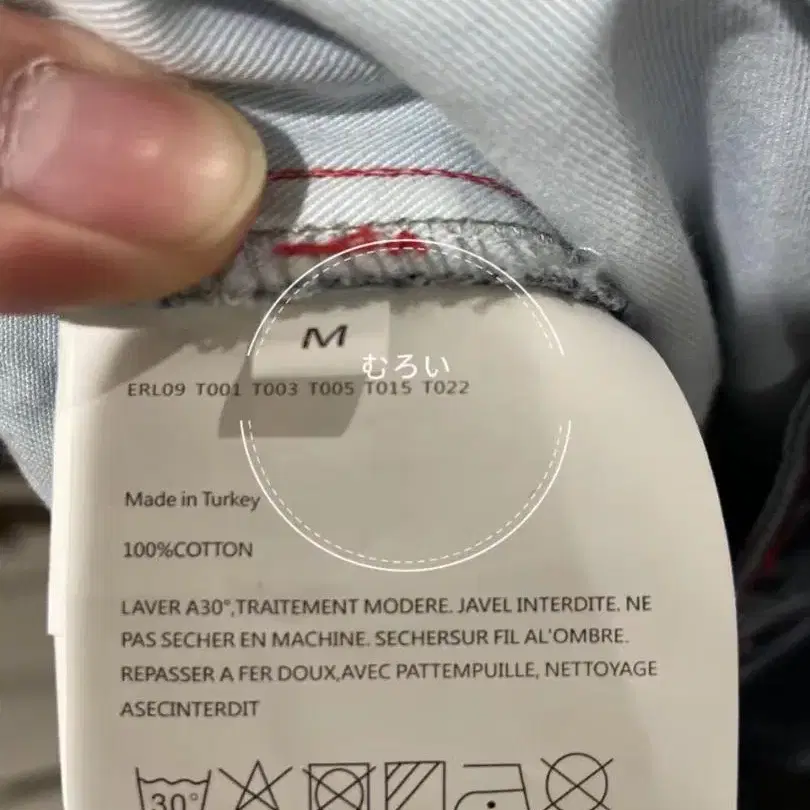 M
むろい
ERL09 T001 T003 T005 T015 T022
Made in Turkey
100%COTTON
LAVER A30°,TRAITEMENT MODERE. JAVEL INTERDITE. NE
PAS SECHER EN MACHINE. SECHERSUR FIL AL'OMBRE.
REPASSER A FER DOUX,AVEC PATTEMPUILLE, NETTOYAGE
ASECINTERDIT
30°